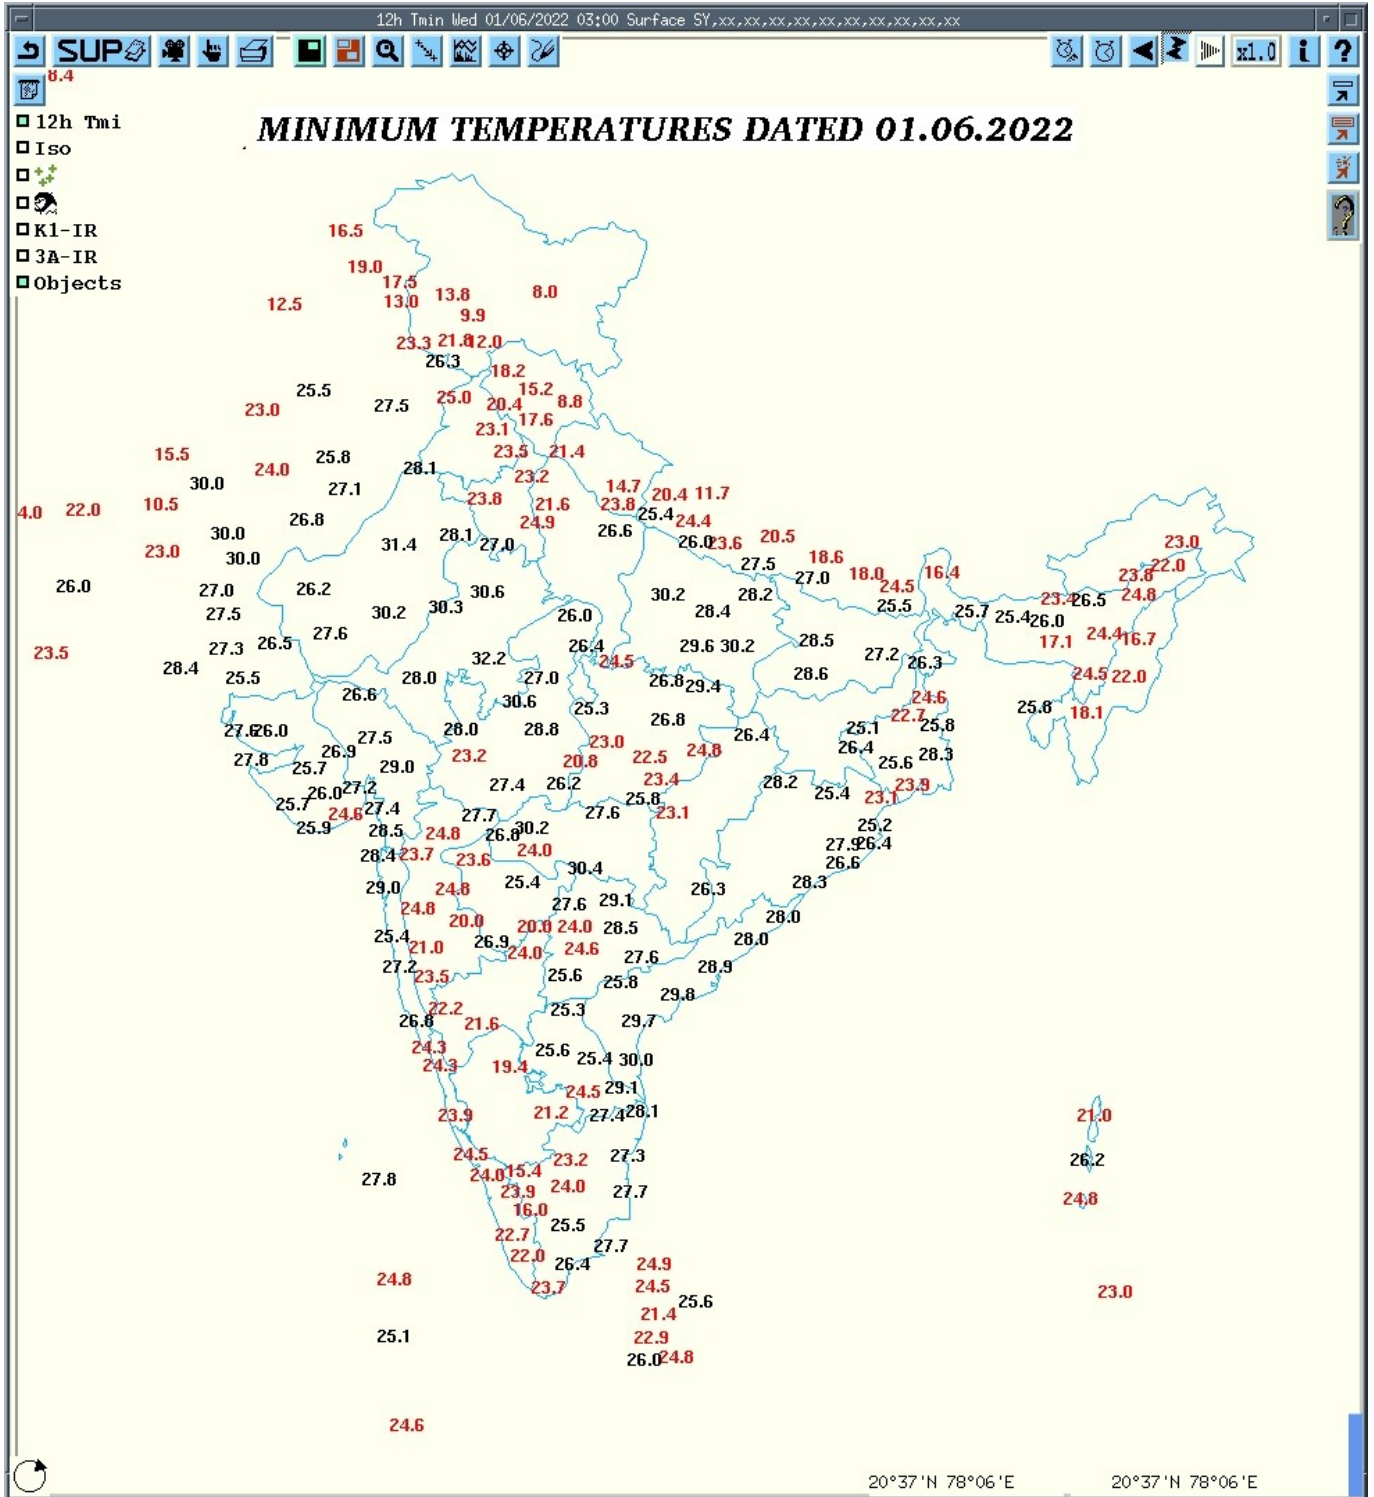 12h Tmin Wed 01/06/2022 03:00 Surface SY,xx,xx,xx,xx,xx,xx,xx,xx,xx,xx
SUP x1.0 i ?
8.4
12h Tmi
MINIMUM TEMPERATURES DATED 01.06.2022
Iso
K1-IR
3A-IR
Objects
16.5
19.0
17.5
12.5 13.0 13.8 8.0
9.9
23.3 21.8 12.0
26.3
18.2
25.5 15.2
23.0 27.5 25.0 20.4 8.8
17.6
23.1
15.5 25.8 23.5 21.4
24.0 28.1
30.0 27.1 23.2 14.7
4.0 22.0 10.5 23.8 21.6 23.8 20.4 11.7
26.8 24.9 25.4 24.4
30.0 28.1 26.6 20.5
23.0 31.4 27.0 26.0 23.6 23.0
30.0 27.5 18.6 22.0
26.0 27.0 26.2 30.6 27.0 18.0 24.5 16.4 23.8
30.2 28.2 25.5 23.4 26.5 24.8
27.5 30.2 30.3 26.0 28.4 25.7 25.4 26.0
27.6 24.4
23.5 27.3 26.5 26.4 29.6 30.2 28.5 17.1 16.7
28.4 32.2 24.5 27.2 26.3
25.5 28.0 27.0 26.8 29.4 28.6 24.5 22.0
26.6 30.6 25.3 24.6
26.8 22.7 25.8 18.1
27.6 26.0 27.5 28.0 28.8 26.4 25.1 25.8
26.9 23.0 26.4
27.8 25.7 29.0 23.2 20.8 22.5 24.8 25.6 28.3
27.2 27.4 26.2 23.4 28.2 23.9
26.0 25.4 23.1
25.7 24.6 27.4 27.7 27.6 25.8 23.1
25.9 28.5 24.8 26.8 30.2 25.2
28.4 23.7 23.6 24.0 27.9 26.4
30.4 26.6
29.0 24.8 25.4 26.3 28.3
24.8 27.6 29.1
20.0 20.0 24.0 28.5 28.0
25.4 21.0 26.9 24.0 24.6 28.0
27.2 23.5 27.6 28.9
25.6 25.8
29.8
22.2 25.3
26.8 21.6 29.7
24.3 25.6
24.3 19.4 25.4 30.0
24.5 29.1
23.9 21.2 27.4 28.1 21.0
24.5 23.2 27.3 26.2
27.8 24.0 15.4
23.9 24.0 27.7 24.8
16.0
25.5
22.7
22.0 27.7
26.4 24.9
24.8 23.7 24.5 23.0
25.6
21.4
25.1 22.9
26.0 24.8
24.6
20°37'N 78°06'E 20°37'N 78°06'E